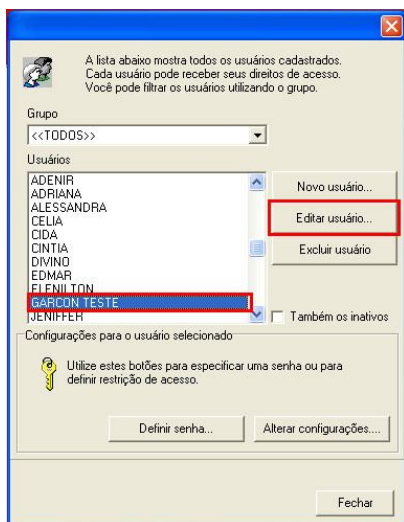 A lista abaixo mostra todos os usuários cadastrados.
Cada usuário pode receber seus direitos de acesso.
Você pode filtrar os usuários utilizando o grupo.
Grupo
<<TODOS>>
Usuários
ADENIR
ADRIANA
ALESSANDRA
CELIA
CIDA
CINTIA
DIVINO
EDMAR
ELENILTON
GARCON TESTE
JENIFFER
Novo usuário...
Editar usuário...
Excluir usuário
Também os inativos
Configurações para o usuário selecionado
Utilize estes botões para especificar uma senha ou para
definir restrição de acesso.
Definir senha...
Alterar configurações....
Fechar